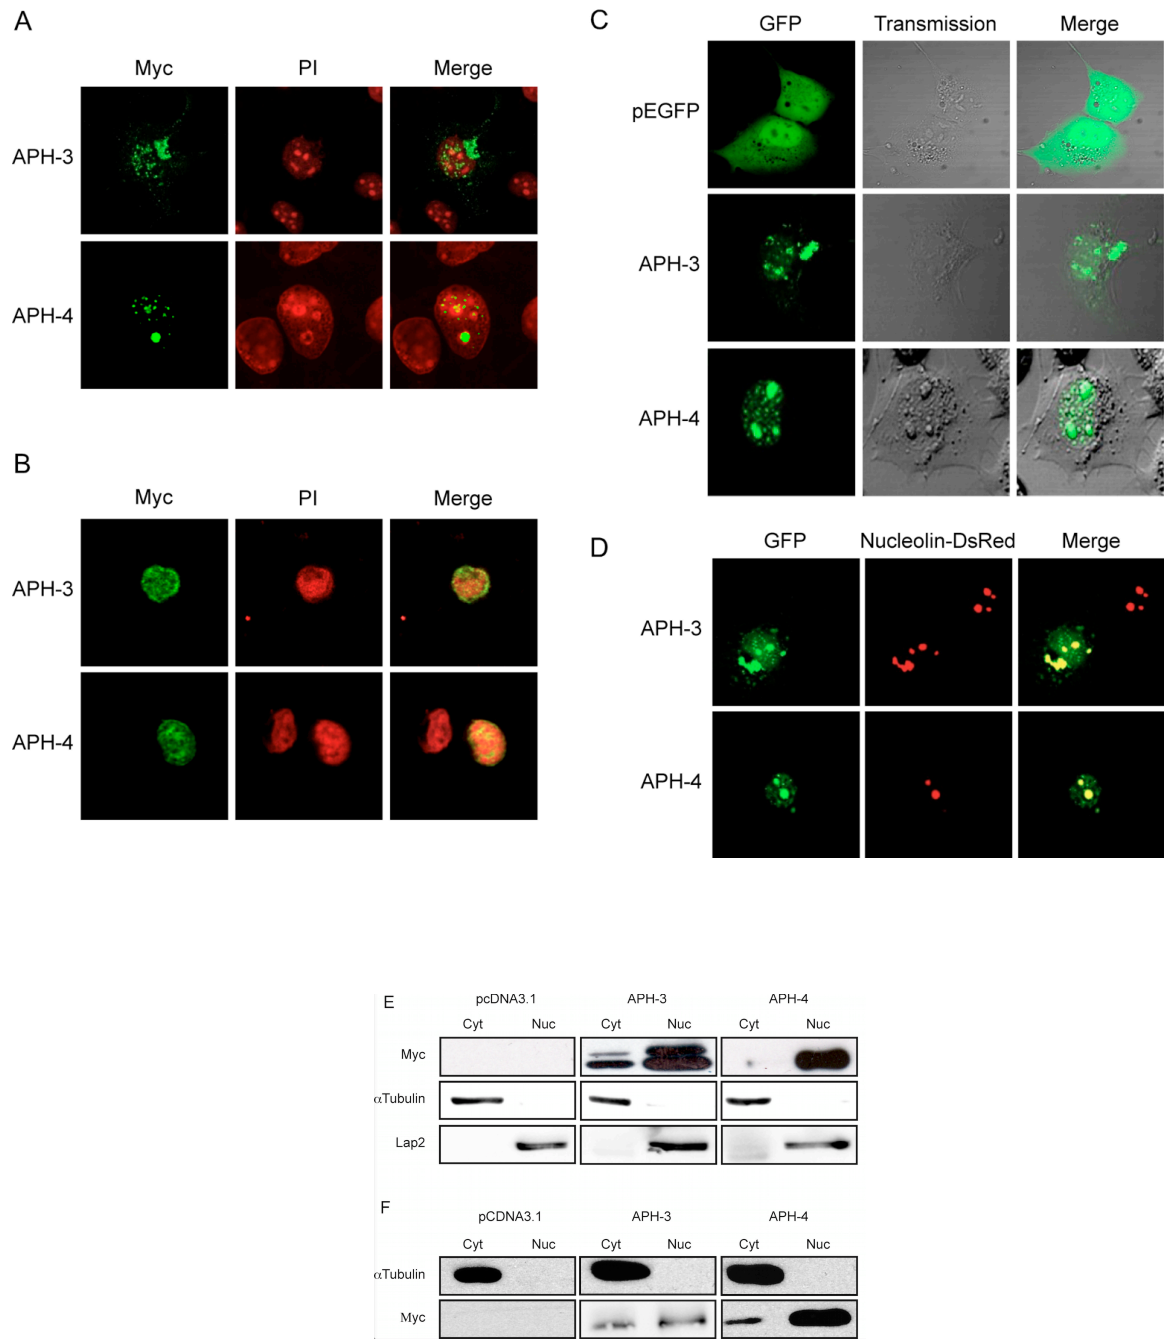 A
Myc PI Merge
APH-3
APH-4
B
Myc PI Merge
APH-3
APH-4
C
GFP Transmission Merge
pEGFP
APH-3
APH-4
D
GFP Nucleolin-DsRed Merge
APH-3
APH-4
E
pcDNA3.1 APH-3 APH-4
Cyt Nuc Cyt Nuc Cyt Nuc
Myc
αTubulin
Lap2
F
pCDNA3.1 APH-3 APH-4
Cyt Nuc Cyt Nuc Cyt Nuc
αTubulin
Myc